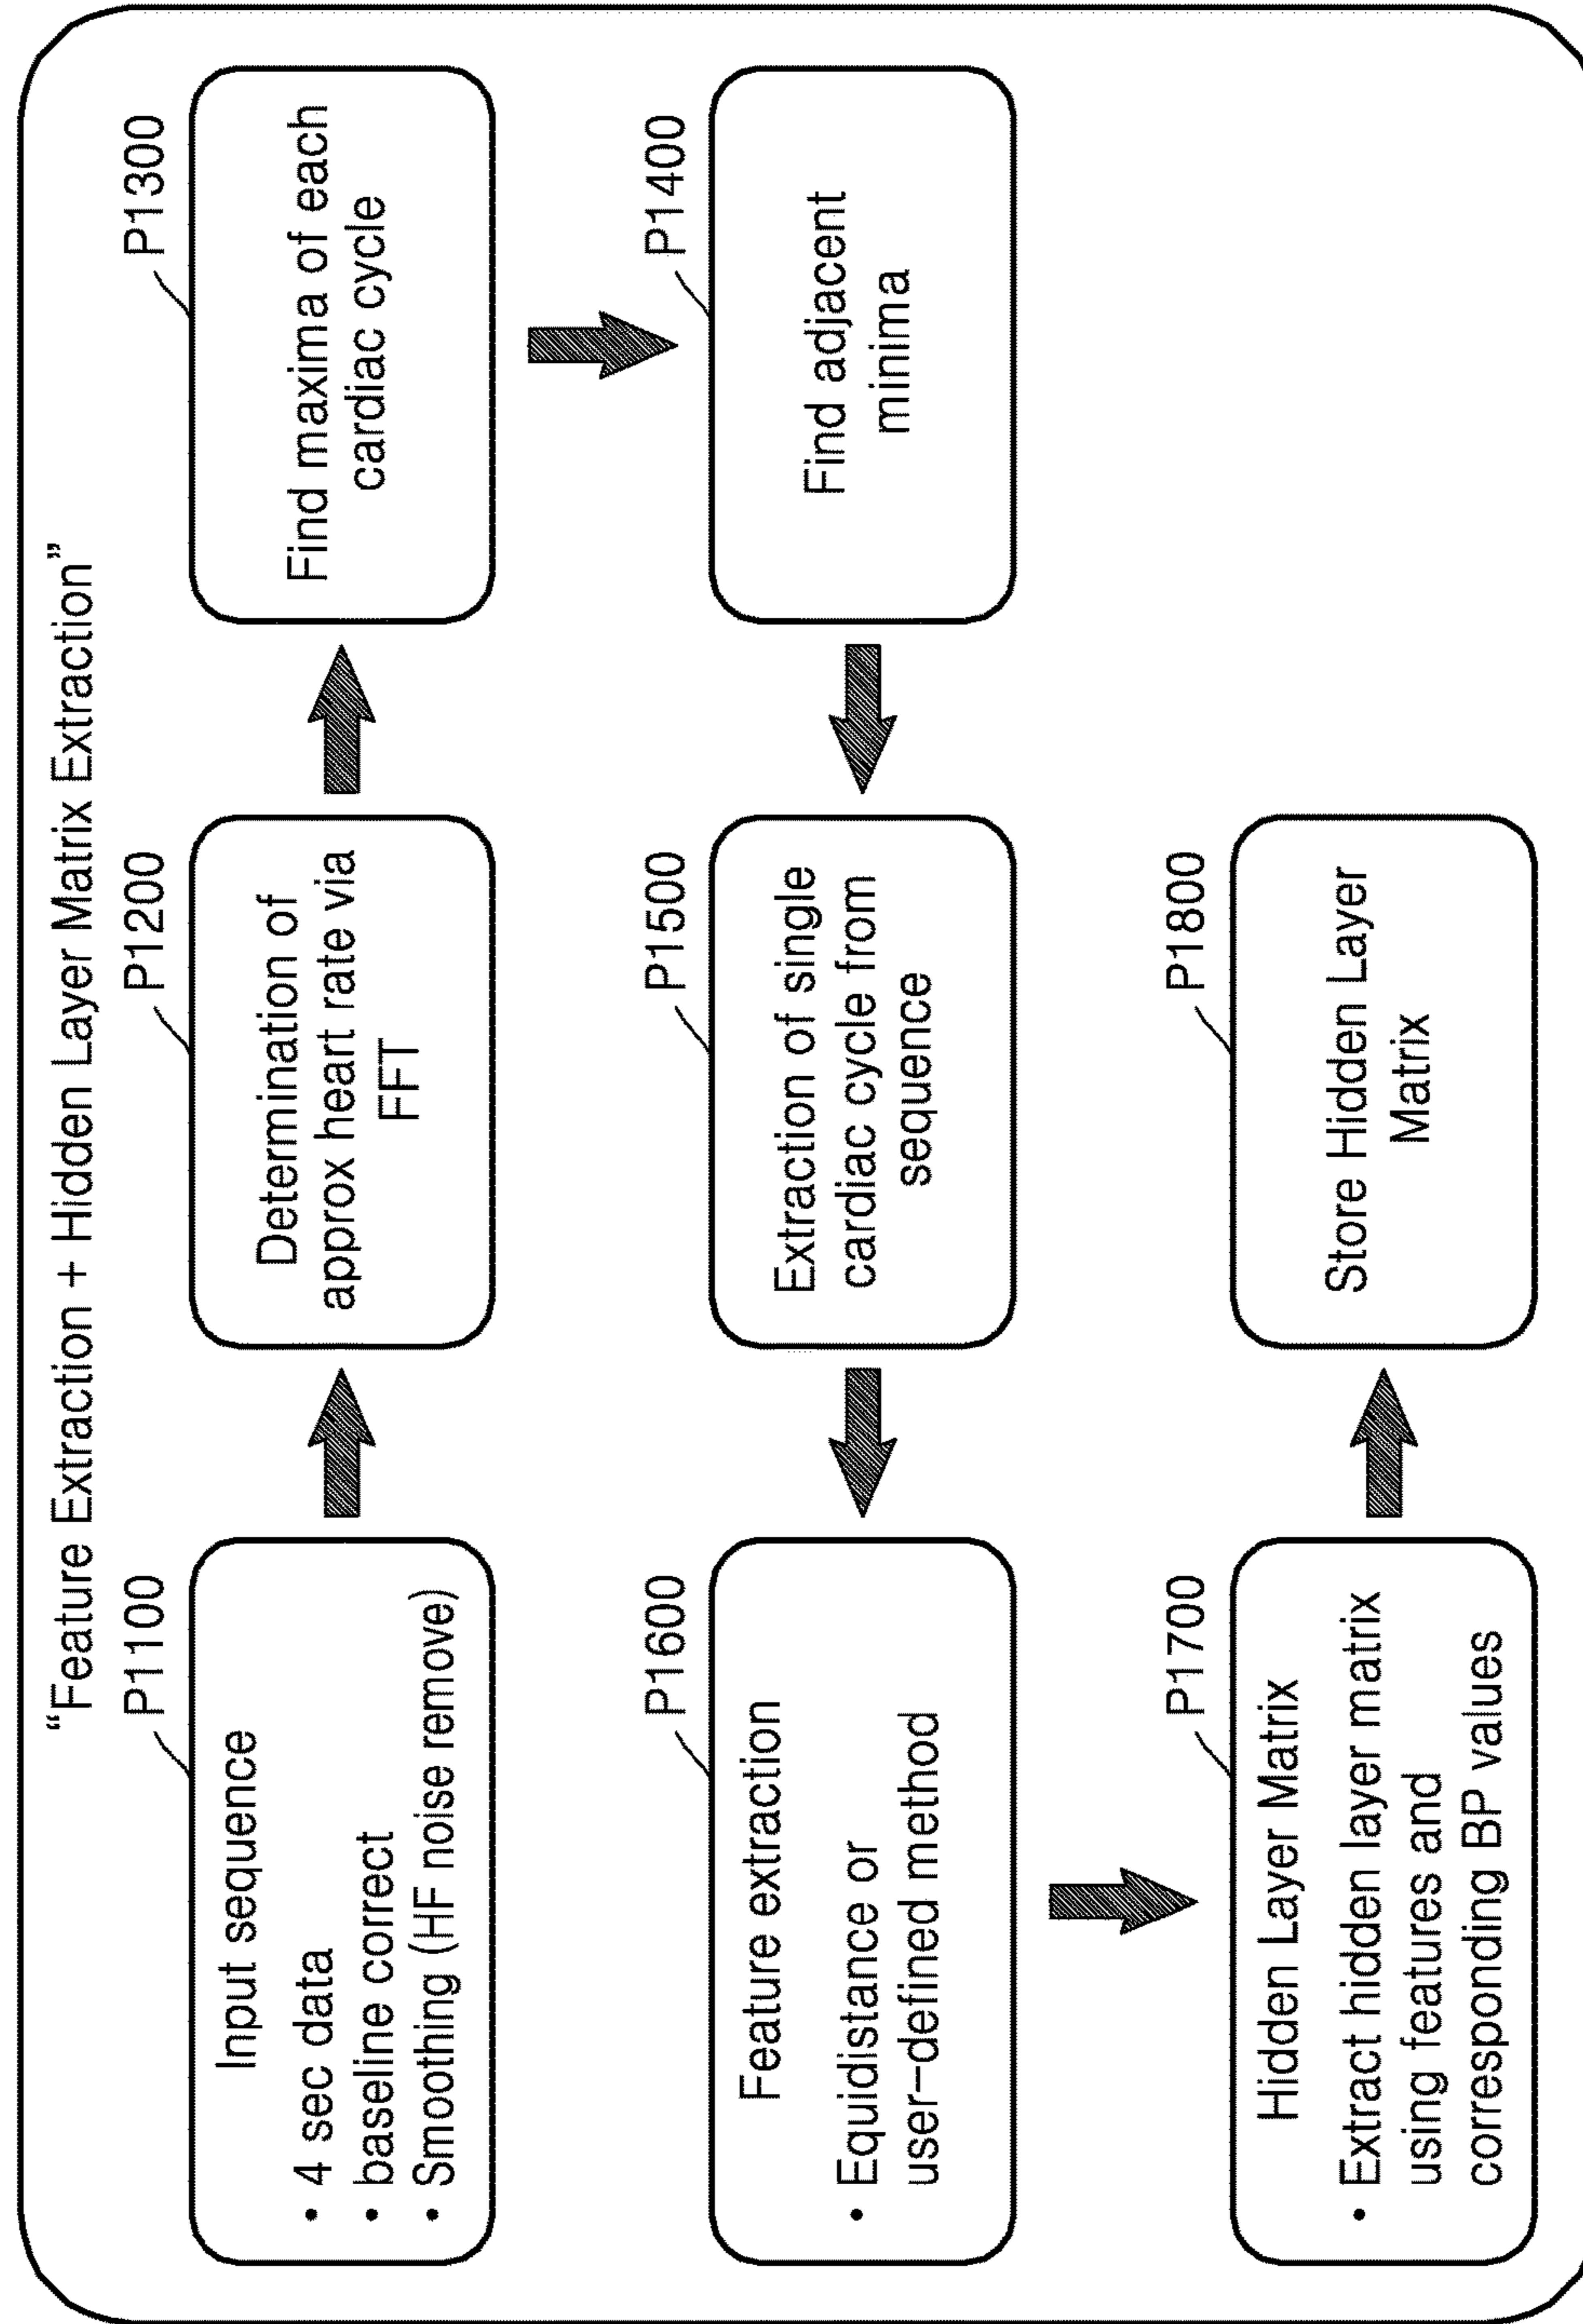 “Feature Extraction + Hidden Layer Matrix Extraction”
P1100
Input sequence
• 4 sec data
• baseline correct
• Smoothing (HF noise remove)
P1200
Determination of
approx heart rate via
FFT
P1300
Find maxima of each
cardiac cycle
P1400
Find adjacent
minima
P1500
Extraction of single
cardiac cycle from
sequence
P1600
Feature extraction
• Equidistance or
user-defined method
P1700
Hidden Layer Matrix
• Extract hidden layer matrix
using features and
corresponding BP values
P1800
Store Hidden Layer
Matrix